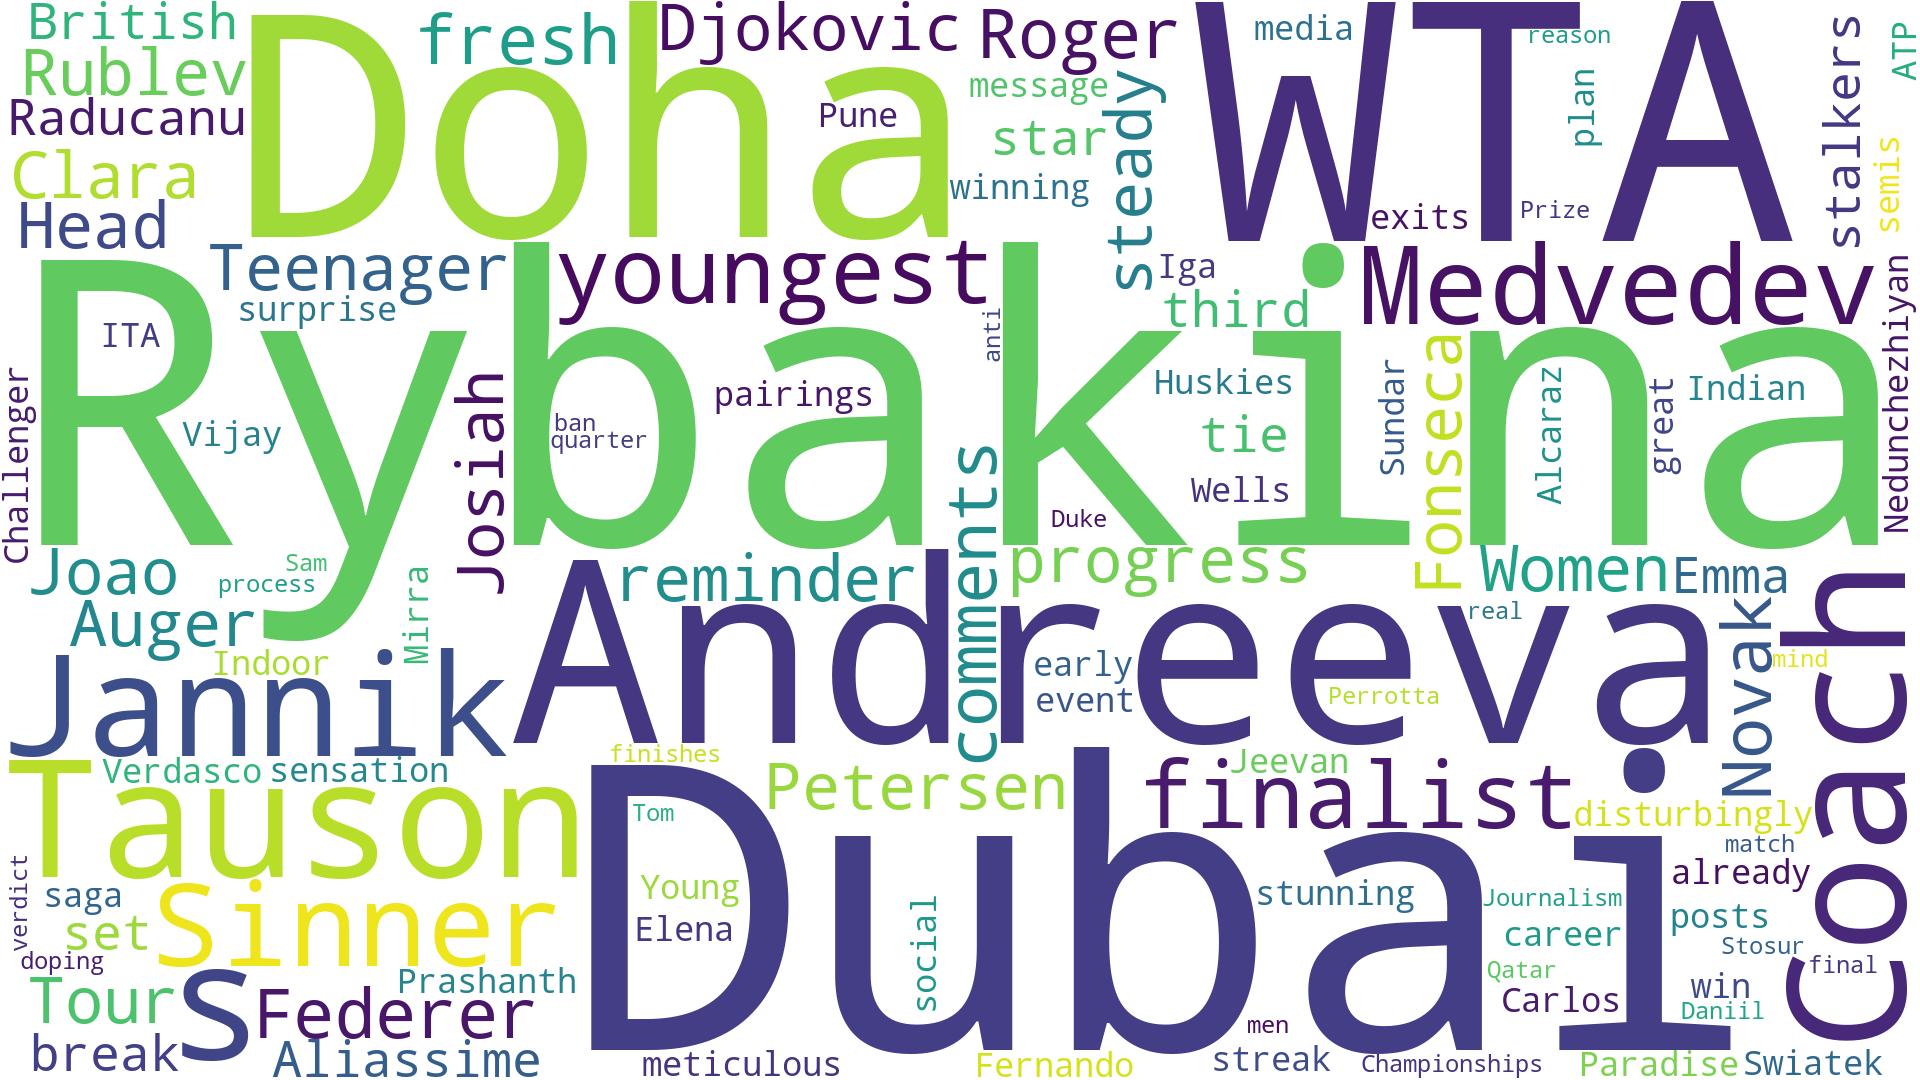 British
fresh
Djokovic
Roger
WTA
media
reason
stalkers
ATP
Rublev
Doha
message
steady
plan
Raducanu
Pune
star
Clara
winning
semis
Head
exits
Prize
Teenager
youngest
Iga
Medvedev
Nedunchezhiyan
surprise
third
ITA
anti
Rybakina
Challenger
Josiah
pairings
Huskies
Sundar
Fonseca
Alcaraz
great
Indian
Vijay
ban
quarter
tie
Wells
comments
Duke
Joao
Sam
process
Mirra
reminder
progress
Women
Emma
Auger
Andreeva
real
Novak
coach
Indoor
early
mind
Jannik
event
Perrotta
Verdasco
sensation
finishes
Jeevan
Tauson
Petersen
finalist
disturbingly
Tom
Dubai
match
verdict
saga
Sinner
Young
stunning
Journalism
already
set
Elena
social
career
posts
Stosur
doping
s
Prashanth
Qatar
final
Tour
Federer
Carlos
win
Daniil
break
Aliassime
meticulous
Fernando
men
streak
Championships
Paradise
Swiatek